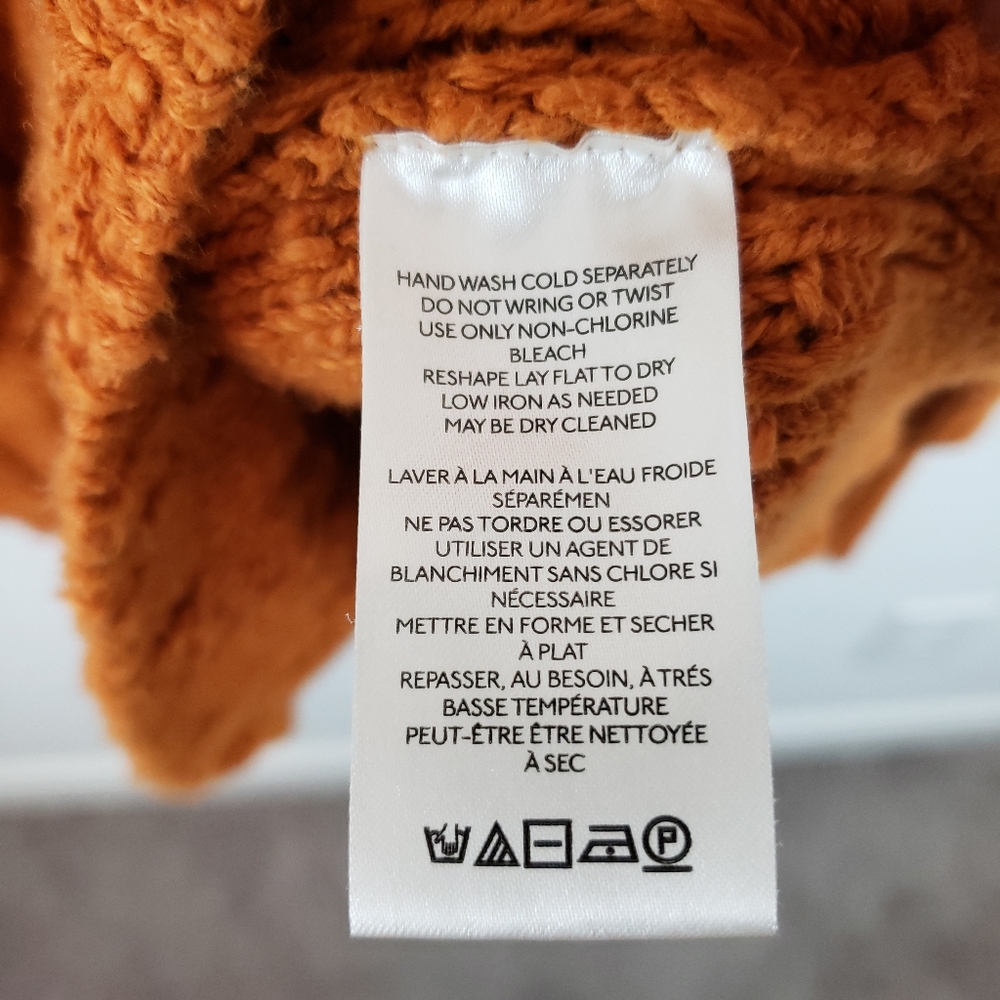 HAND WASH COLD SEPARATELY
DO NOT WRING OR TWIST
USE ONLY NON-CHLORINE
BLEACH
RESHAPE LAY FLAT TO DRY
LOW IRON AS NEEDED
MAY BE DRY CLEANED
LAVER À LA MAIN À L'EAU FROIDE
SÉPARÉMEN
NE PAS TORDRE OU ESSORER
UTILISER UN AGENT DE
BLANCHIMENT SANS CHLORE SI
NÉCESSAIRE
METTRE EN FORME ET SECHER
À PLAT
REPASSER, AU BESOIN, À TRÉS
BASSE TEMPÉRATURE
PEUT-ÊTRE ÊTRE NETTOYÉE
À SEC
P